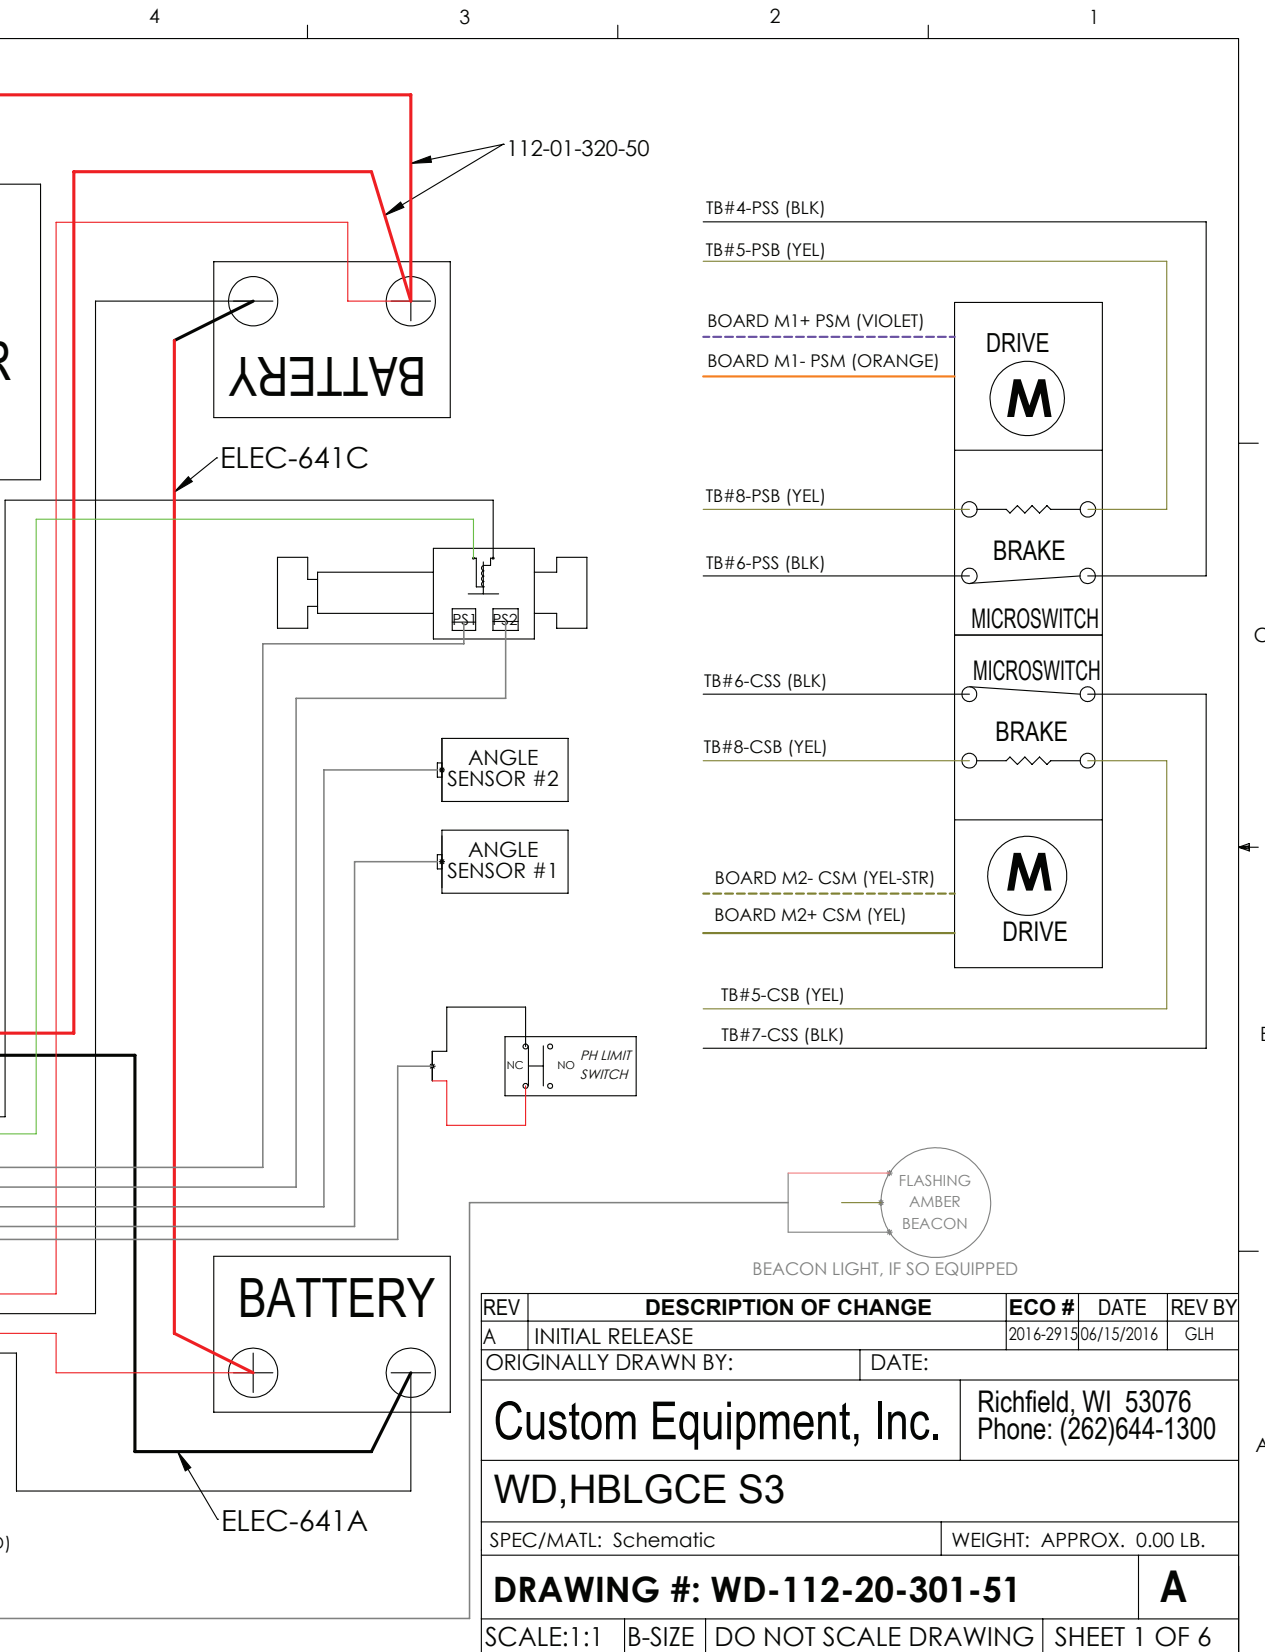 4 3 2 1
112-01-320-50
TB#4-PSS (BLK)
TB#5-PSB (YEL)
BOARD M1+ PSM (VIOLET)
BOARD M1- PSM (ORANGE)
DRIVE
M
R
BATTERY
ELEC-641C
TB#8-PSB (YEL)
BRAKE
TB#6-PSS (BLK)
MICROSWITCH
PS1 PS2
C
MICROSWITCH
TB#6-CSS (BLK)
BRAKE
TB#8-CSB (YEL)
ANGLE
SENSOR #2
ANGLE
SENSOR #1
M
BOARD M2- CSM (YEL-STR)
BOARD M2+ CSM (YEL)
DRIVE
TB#5-CSB (YEL)
TB#7-CSS (BLK)
NC NO PH LIMIT
SWITCH
FLASHING
AMBER
BEACON
BEACON LIGHT, IF SO EQUIPPED
BATTERY
ELEC-641A
REV DESCRIPTION OF CHANGE ECO # DATE REV BY
A INITIAL RELEASE 2016-2915 06/15/2016 GLH
ORIGINALLY DRAWN BY: DATE:
Custom Equipment, Inc.
Richfield, WI 53076
Phone: (262)644-1300
WD,HBLGCE S3
SPEC/MATL: Schematic WEIGHT: APPROX. 0.00 LB.
DRAWING #: WD-112-20-301-51 A
SCALE:1:1 B-SIZE DO NOT SCALE DRAWING SHEET 1 OF 6